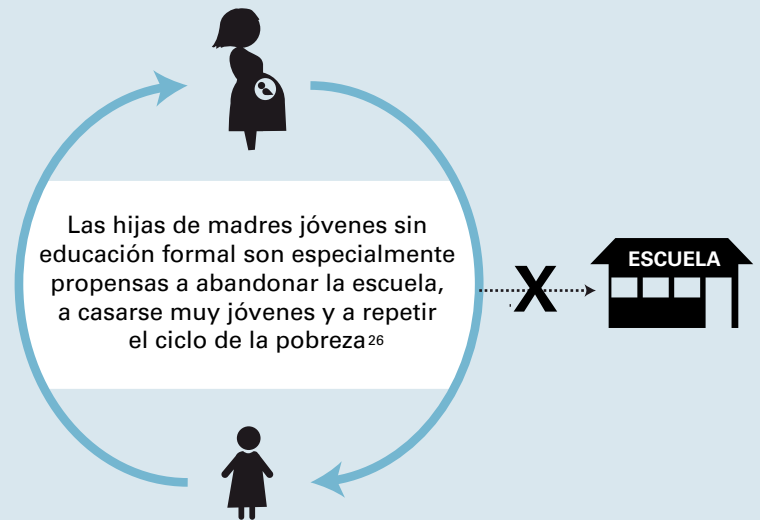 Las hijas de madres jóvenes sin
educación formal son especialmente
propensas a abandonar la escuela,
a casarse muy jóvenes y a repetir
el ciclo de la pobreza26
X
ESCUELA